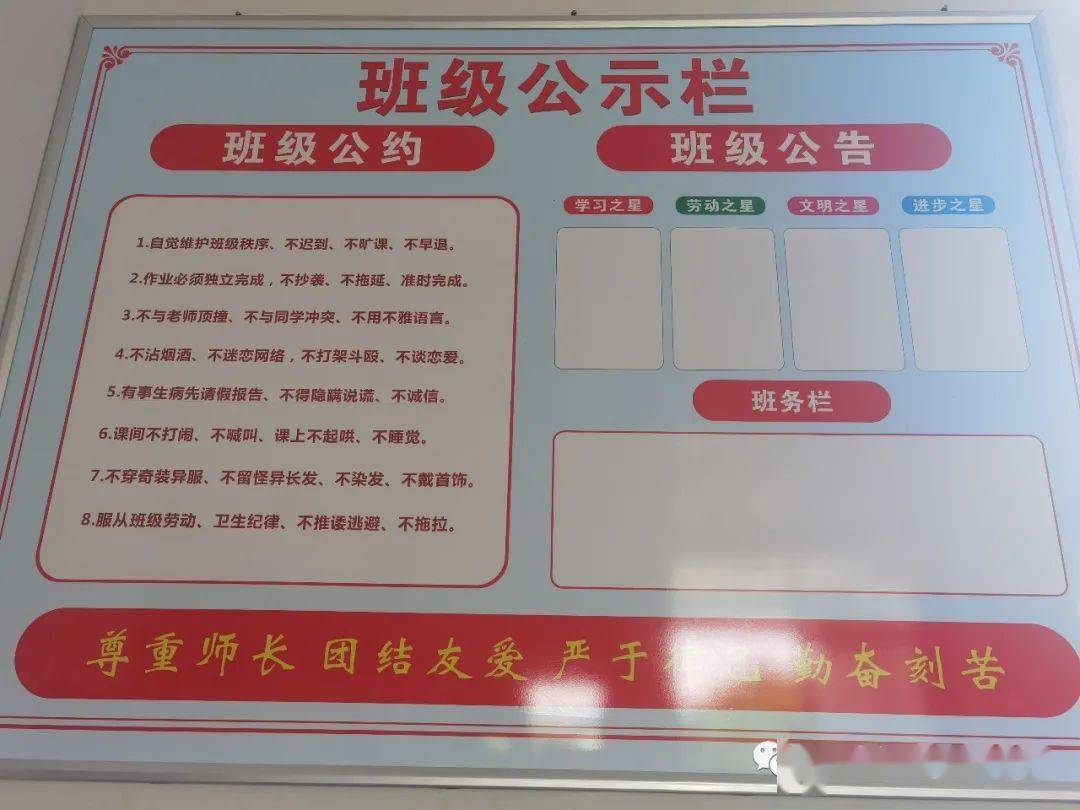 班级公示栏
班级公约
1.自觉维护班级秩序、不迟到、不旷课、不早退。
2.作业必须独立完成，不抄袭、不拖延、准时完成。
3.不与老师顶撞、不与同学冲突、不用不雅语言。
4.不沾烟酒、不迷恋网络，不打架斗殴、不谈恋爱。
5.有事生病先请假报告、不得隐瞒说谎、不诚信。
6.课间不打闹、不喊叫、课上不起哄、不睡觉。
7.不穿奇装异服、不留怪异长发、不染发、不戴首饰。
8.服从班级劳动、卫生纪律、不推诿逃避、不拖拉。
班级公告
学习之星 劳动之星 文明之星 进步之星
班务栏
尊重师长 团结友爱 严于律己 勤奋刻苦